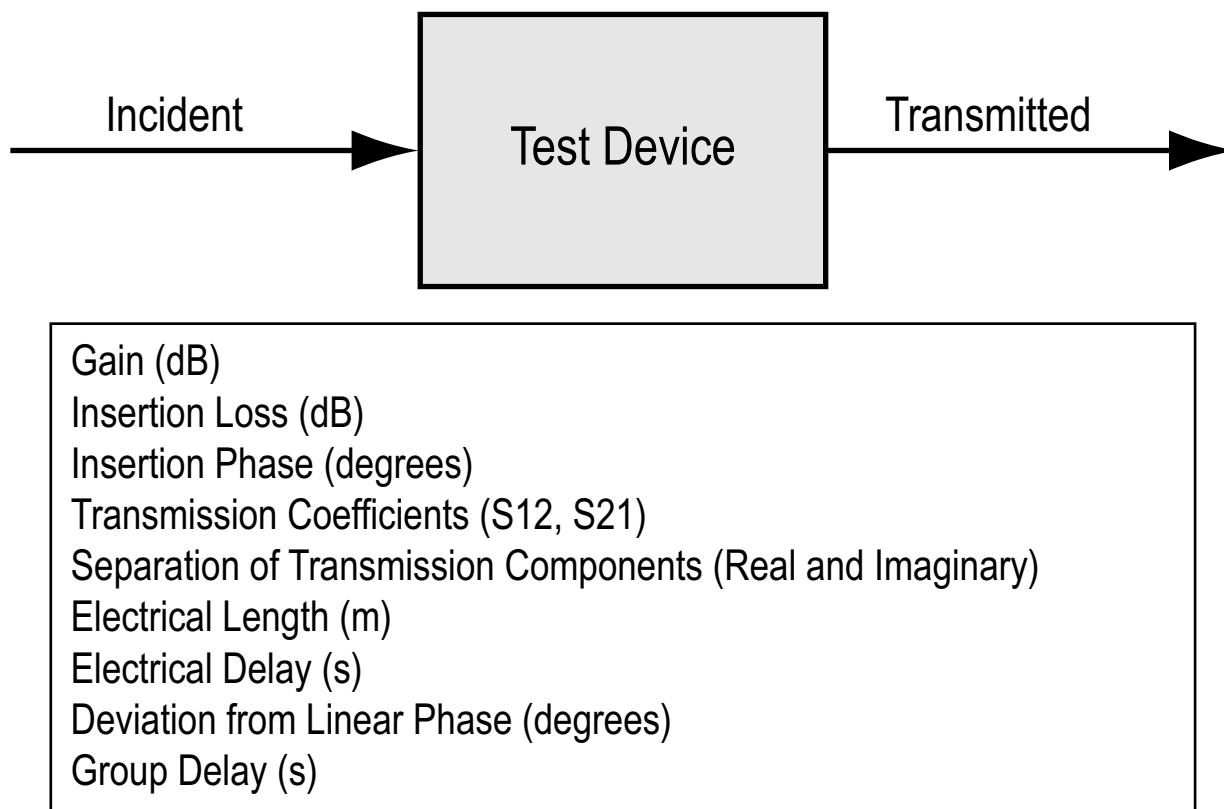 Incident
Test Device
Transmitted
Gain (dB)
Insertion Loss (dB)
Insertion Phase (degrees)
Transmission Coefficients (S12, S21)
Separation of Transmission Components (Real and Imaginary)
Electrical Length (m)
Electrical Delay (s)
Deviation from Linear Phase (degrees)
Group Delay (s)